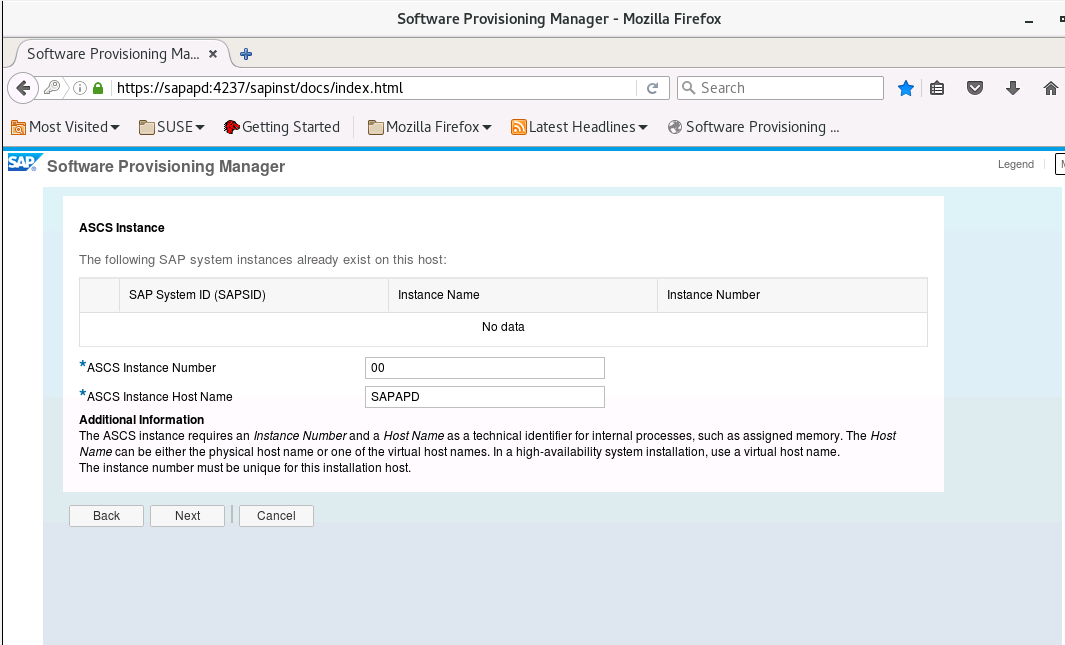 Software Provisioning Manager - Mozilla Firefox
Software Provisioning Ma...
https://sapapd:4237/sapinst/docs/index.html
Search
Most Visited SUSE Getting Started Mozilla Firefox Latest Headlines Software Provisioning ...
SAP Software Provisioning Manager
Legend
ASCS Instance
The following SAP system instances already exist on this host:
SAP System ID (SAPSID) Instance Name Instance Number
No data
*ASCS Instance Number 00
*ASCS Instance Host Name SAPAPD
Additional Information
The ASCS instance requires an Instance Number and a Host Name as a technical identifier for internal processes, such as assigned memory. The Host
Name can be either the physical host name or one of the virtual host names. In a high-availability system installation, use a virtual host name.
The instance number must be unique for this installation host.
Back Next Cancel